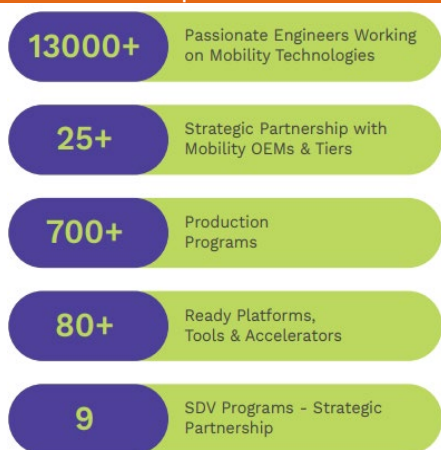 13000+
Passionate Engineers Working
on Mobility Technologies
25+
Strategic Partnership with
Mobility OEMs & Tiers
700+
Production
Programs
80+
Ready Platforms,
Tools & Accelerators
9
SDV Programs - Strategic
Partnership